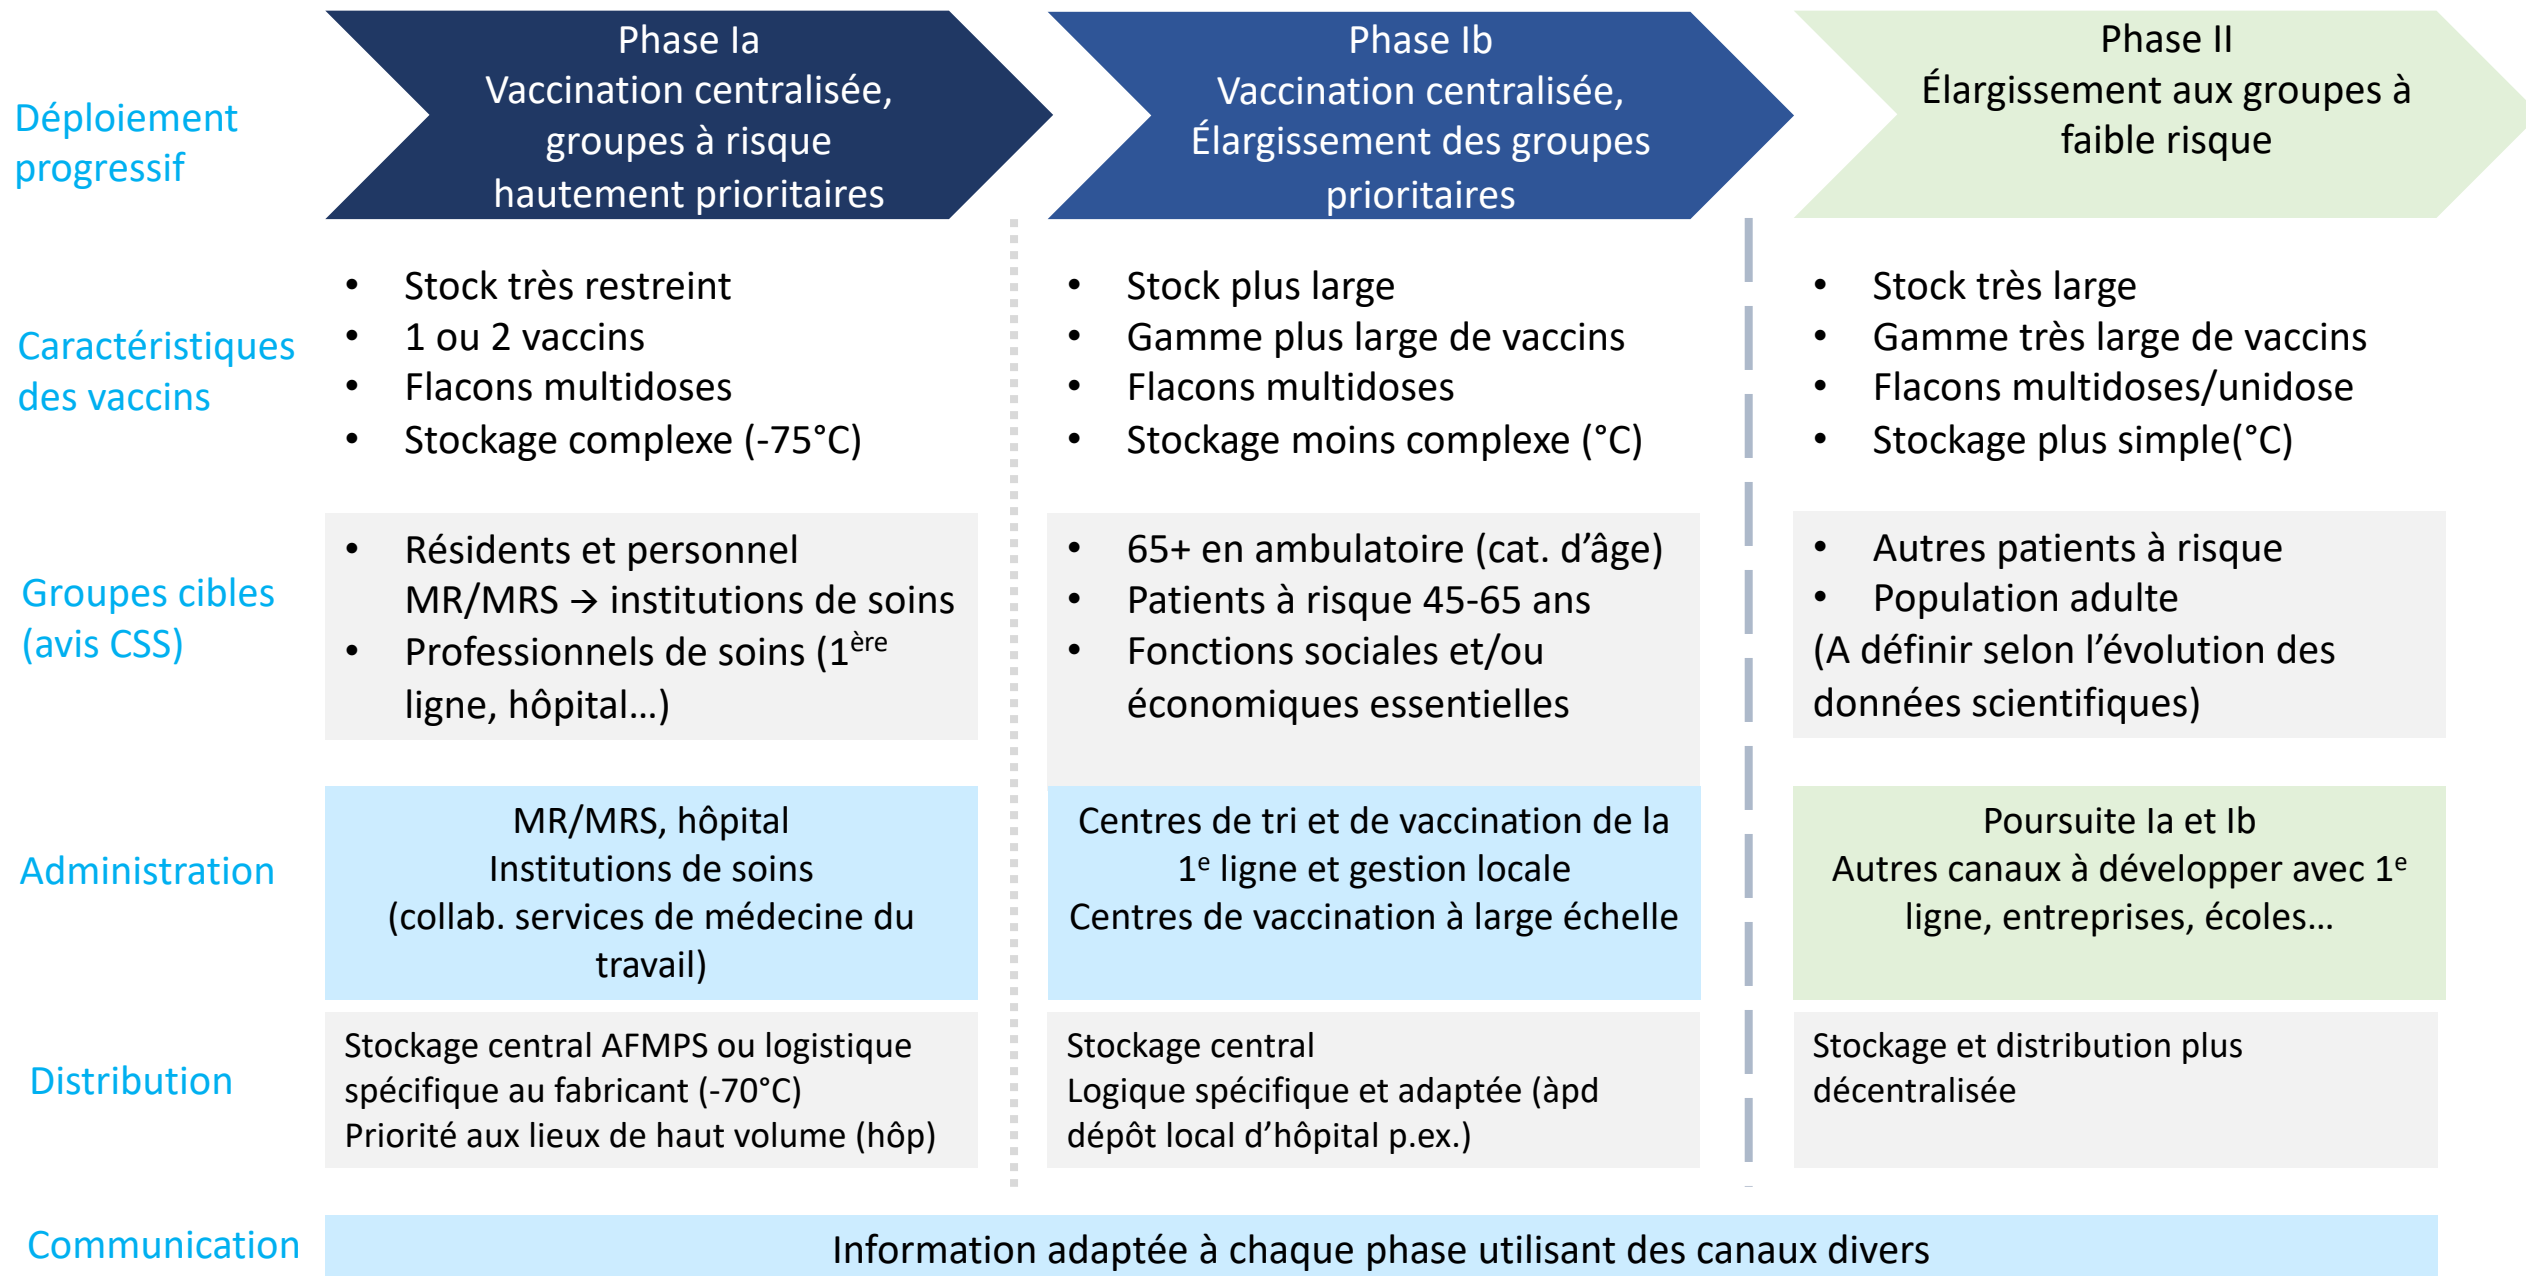 Déploiement
progressif
Phase Ia
Vaccination centralisée,
groupes à risque
hautement prioritaires
Phase Ib
Vaccination centralisée,
Élargissement des groupes
prioritaires
Phase II
Élargissement aux groupes à
faible risque
Caractéristiques
des vaccins
• Stock très restreint
• 1 ou 2 vaccins
• Flacons multidoses
• Stockage complexe (-75°C)
• Stock plus large
• Gamme plus large de vaccins
• Flacons multidoses
• Stockage moins complexe (°C)
• Stock très large
• Gamme très large de vaccins
• Flacons multidoses/unidose
• Stockage plus simple(°C)
Groupes cibles
(avis CSS)
• Résidents et personnel
MR/MRS → institutions de soins
• Professionnels de soins (1ère
ligne, hôpital…)
• 65+ en ambulatoire (cat. d’âge)
• Patients à risque 45-65 ans
• Fonctions sociales et/ou
économiques essentielles
• Autres patients à risque
• Population adulte
(A définir selon l’évolution des
données scientifiques)
Administration
MR/MRS, hôpital
Institutions de soins
(collab. services de médecine du
travail)
Centres de tri et de vaccination de la
1e ligne et gestion locale
Centres de vaccination à large échelle
Poursuite Ia et Ib
Autres canaux à développer avec 1e
ligne, entreprises, écoles…
Distribution
Stockage central AFMPS ou logistique
spécifique au fabricant (-70°C)
Priorité aux lieux de haut volume (hôp)
Stockage central
Logique spécifique et adaptée (àpd
dépôt local d’hôpital p.ex.)
Stockage et distribution plus
décentralisée
Communication
Information adaptée à chaque phase utilisant des canaux divers